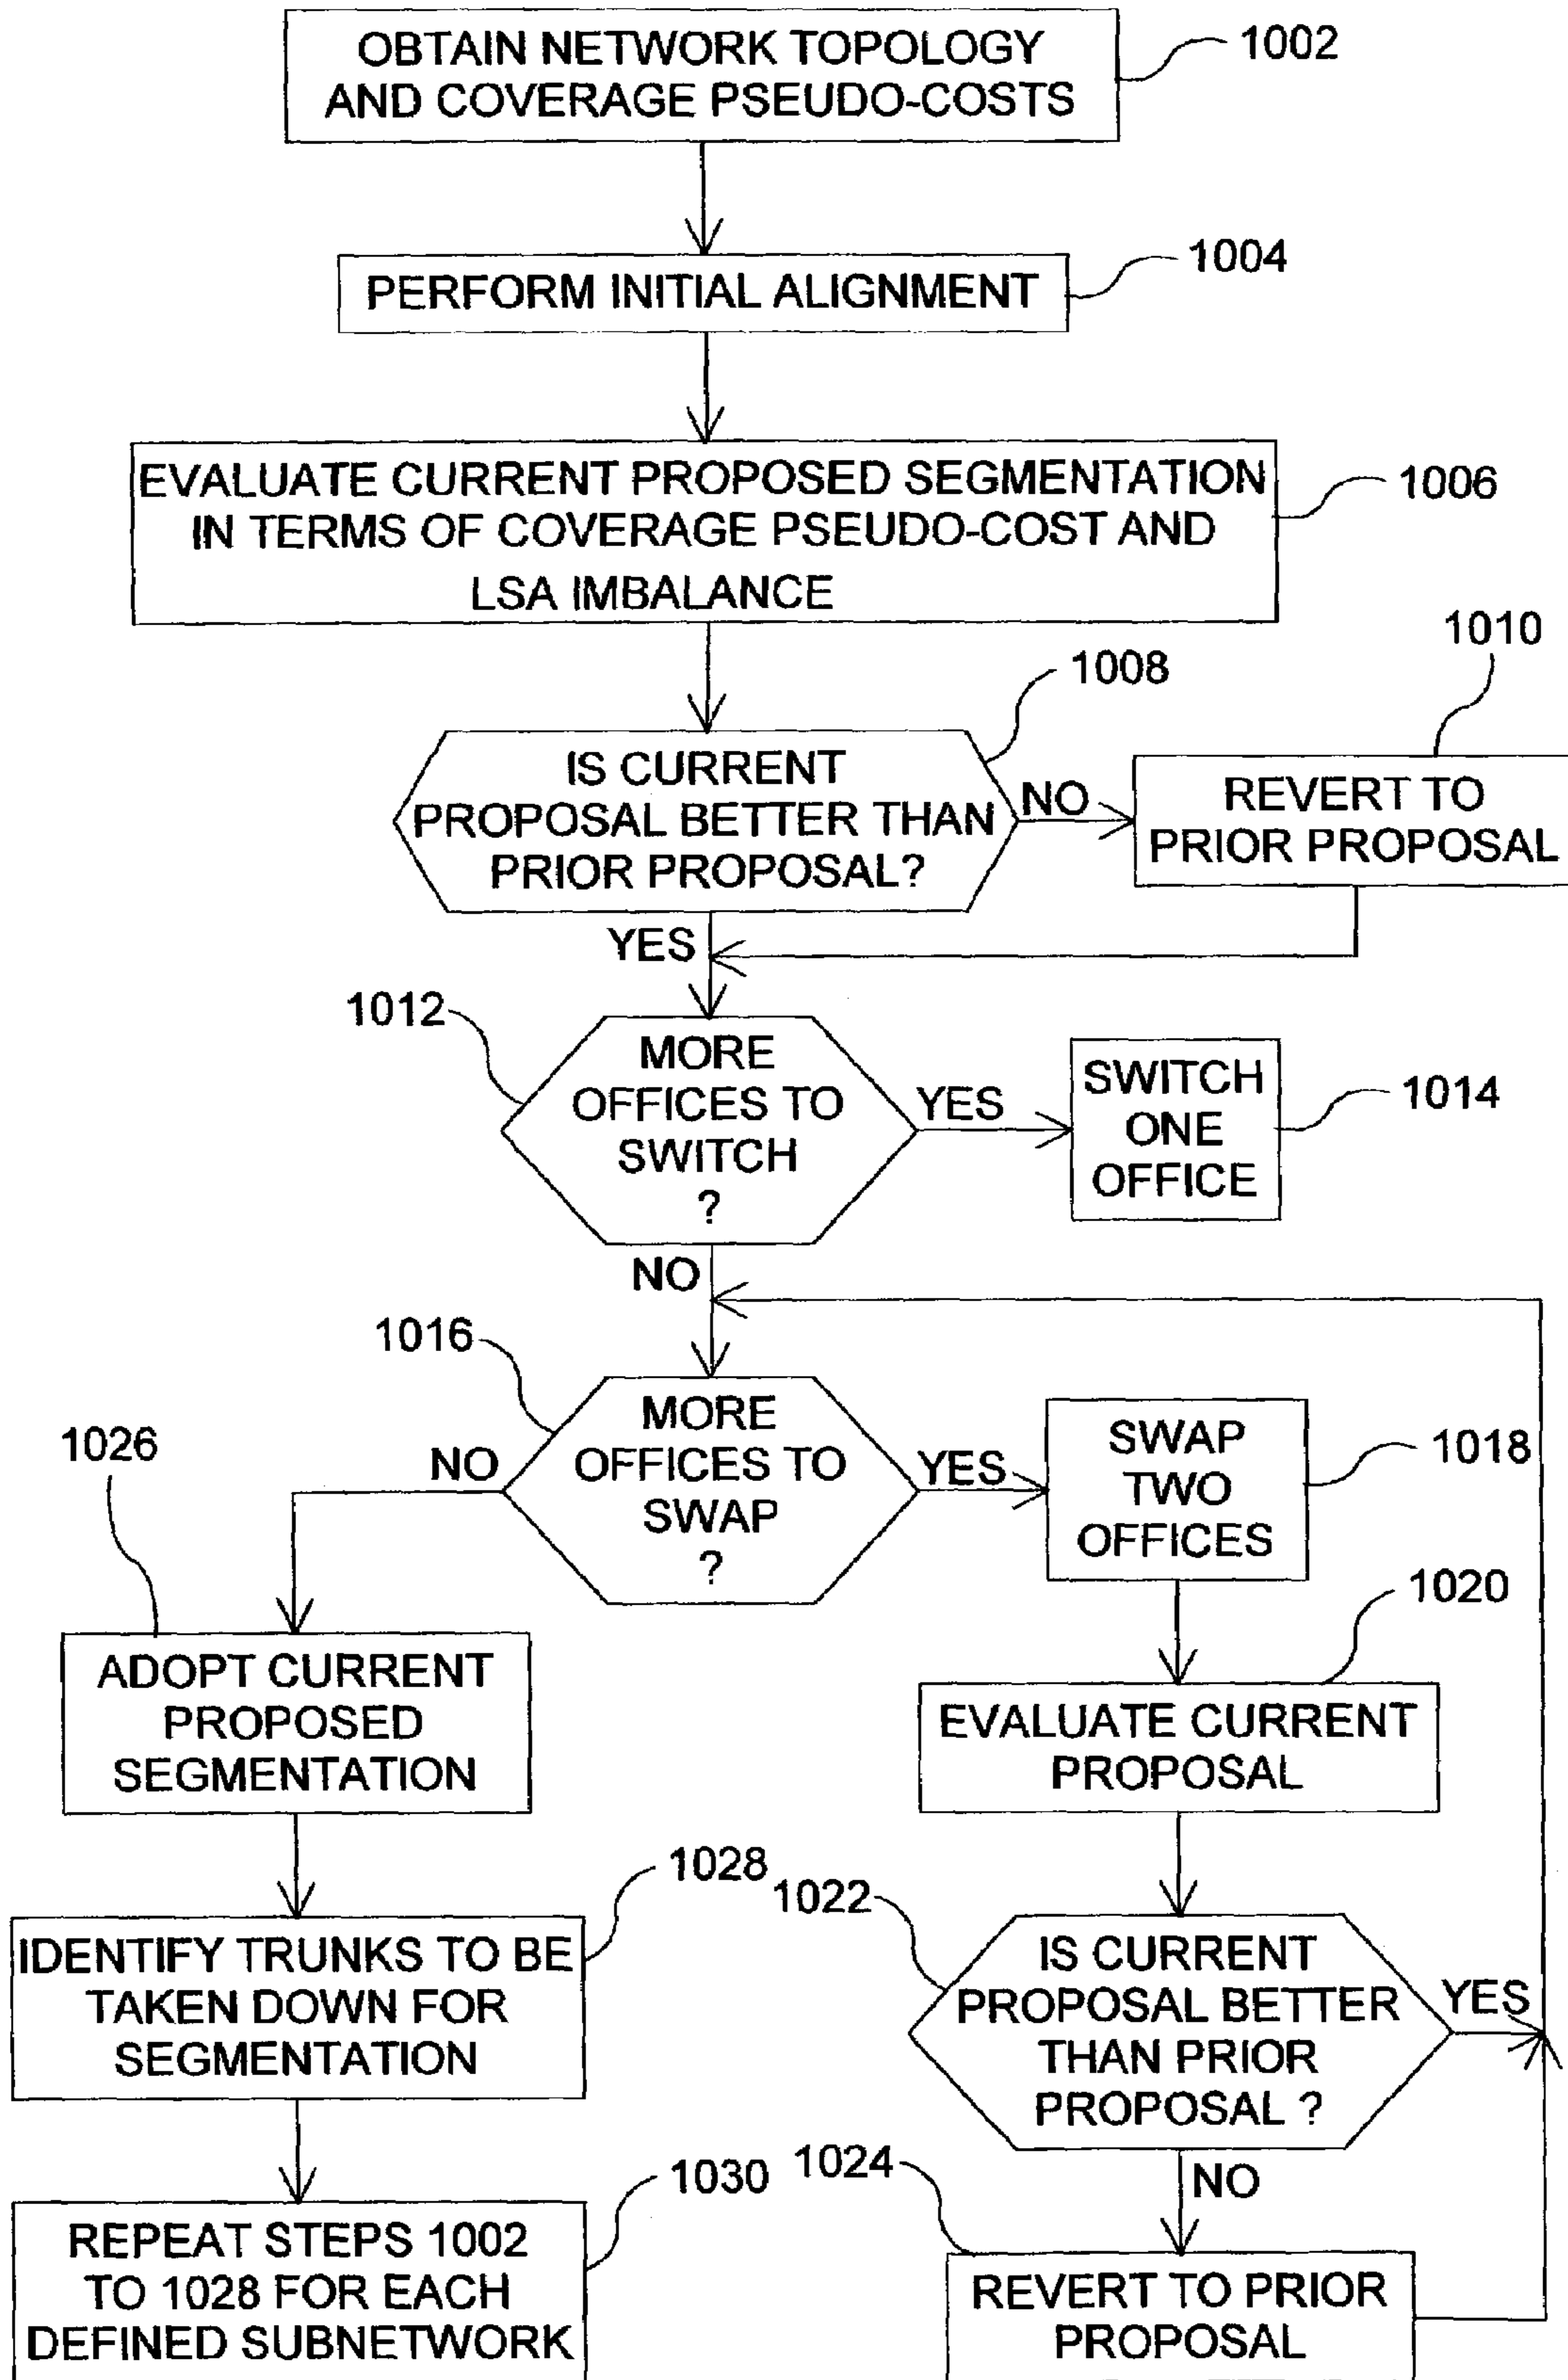 OBTAIN NETWORK TOPOLOGY
AND COVERAGE PSEUDO-COSTS
1002
PERFORM INITIAL ALIGNMENT
1004
EVALUATE CURRENT PROPOSED SEGMENTATION
IN TERMS OF COVERAGE PSEUDO-COST AND
LSA IMBALANCE
1006
1008
IS CURRENT
PROPOSAL BETTER THAN
PRIOR PROPOSAL?
NO
1010
REVERT TO
PRIOR PROPOSAL
YES
1012
MORE
OFFICES TO
SWITCH
?
YES
SWITCH
ONE
OFFICE
1014
NO
1016
MORE
OFFICES TO
SWAP
?
YES
SWAP
TWO
OFFICES
1018
NO
1026
ADOPT CURRENT
PROPOSED
SEGMENTATION
1020
EVALUATE CURRENT
PROPOSAL
1028
IDENTIFY TRUNKS TO BE
TAKEN DOWN FOR
SEGMENTATION
1022
IS CURRENT
PROPOSAL BETTER
THAN PRIOR
PROPOSAL ?
YES
NO
1030
REPEAT STEPS 1002
TO 1028 FOR EACH
DEFINED SUBNETWORK
1024
REVERT TO PRIOR
PROPOSAL